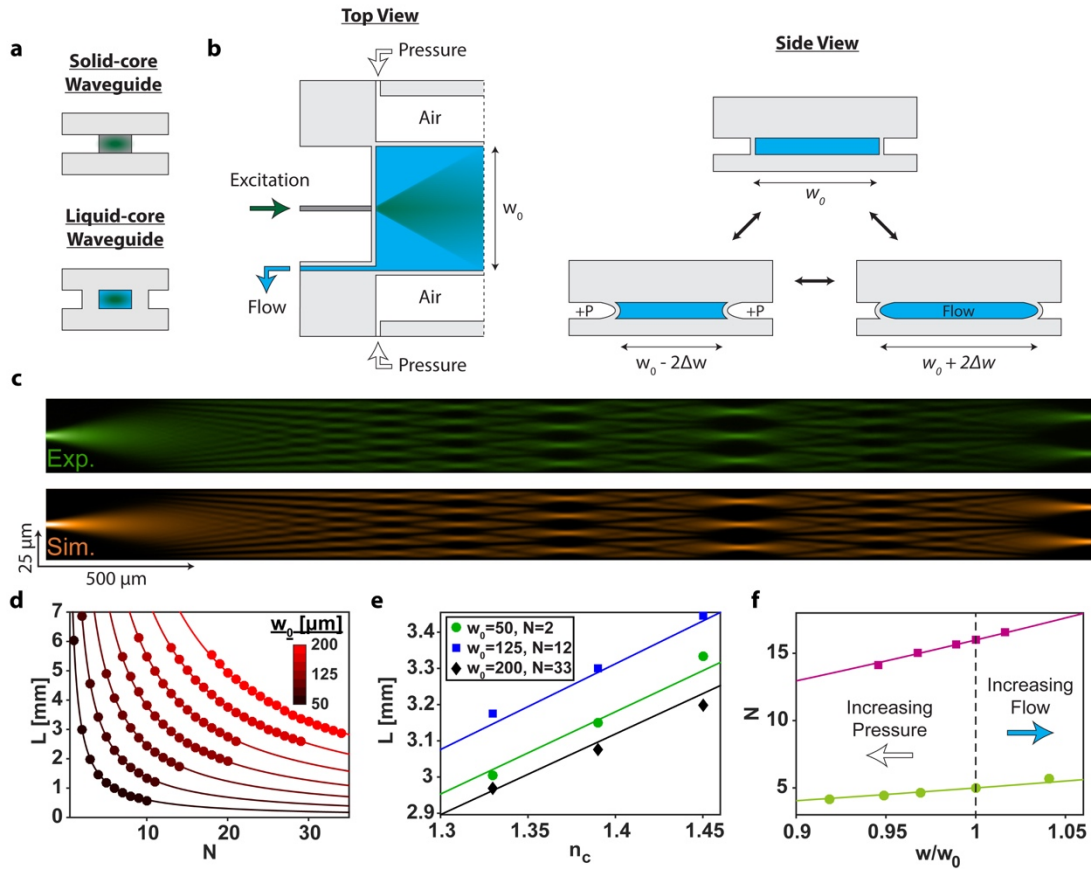 Top View
a
b
Solid-core
Waveguide
Liquid-core
Waveguide
Pressure
Air
Excitation
w₀
Flow
Air
Pressure
Side View
w₀
+P
+P
w₀ - 2Δw
Flow
w₀ + 2Δw
c
Exp.
Sim.
25 μm
500 μm
d
L [mm]
7
6
5
4
3
2
1
0
w₀ [μm]
200
50
10
20
30
N
e
L [mm]
3.4
3.3
3.2
3.1
3
2.9
w₀=50, N=2
w₀=125, N=12
w₀=200, N=33
1.3
1.35
1.4
1.45
n_c
f
N
15
10
5
Increasing
Pressure
Increasing
Flow
0.9
0.95
1
1.05
w/w₀